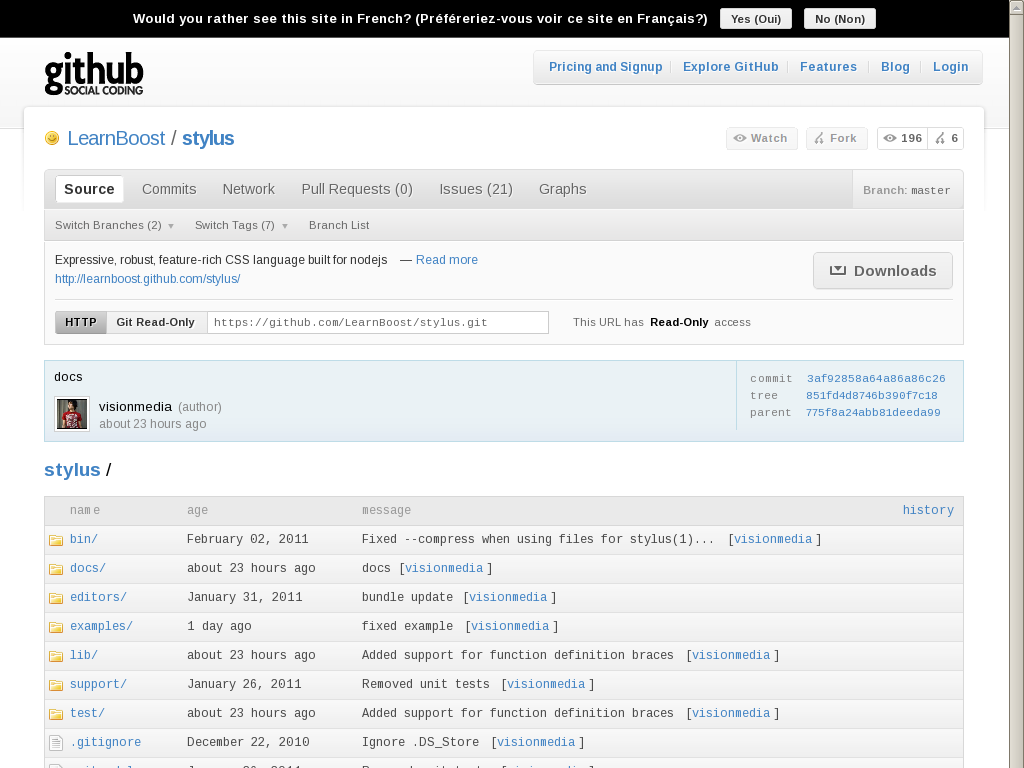 Would you rather see this site in French? (Préféreriez-vous voir ce site en Français?) Yes (Oui) No (Non)
github
SOCIAL CODING
Pricing and Signup Explore GitHub Features Blog Login
LearnBoost / stylus
Watch Fork 196 6
Source Commits Network Pull Requests (0) Issues (21) Graphs Branch: master
Switch Branches (2) Switch Tags (7) Branch List
Expressive, robust, feature-rich CSS language built for nodejs — Read more
http://learnboost.github.com/stylus/
Downloads
HTTP Git Read-Only https://github.com/LearnBoost/stylus.git This URL has Read-Only access
docs
visionmedia (author)
about 23 hours ago
commit 3af92858a64a86a86c26
tree 851fd4d8746b390f7c18
parent 775f8a24abb81deeda99
stylus /
name age message history
bin/ February 02, 2011 Fixed --compress when using files for stylus(1)... [visionmedia]
docs/ about 23 hours ago docs [visionmedia]
editors/ January 31, 2011 bundle update [visionmedia]
examples/ 1 day ago fixed example [visionmedia]
lib/ about 23 hours ago Added support for function definition braces [visionmedia]
support/ January 26, 2011 Removed unit tests [visionmedia]
test/ about 23 hours ago Added support for function definition braces [visionmedia]
.gitignore December 22, 2010 Ignore .DS_Store [visionmedia]